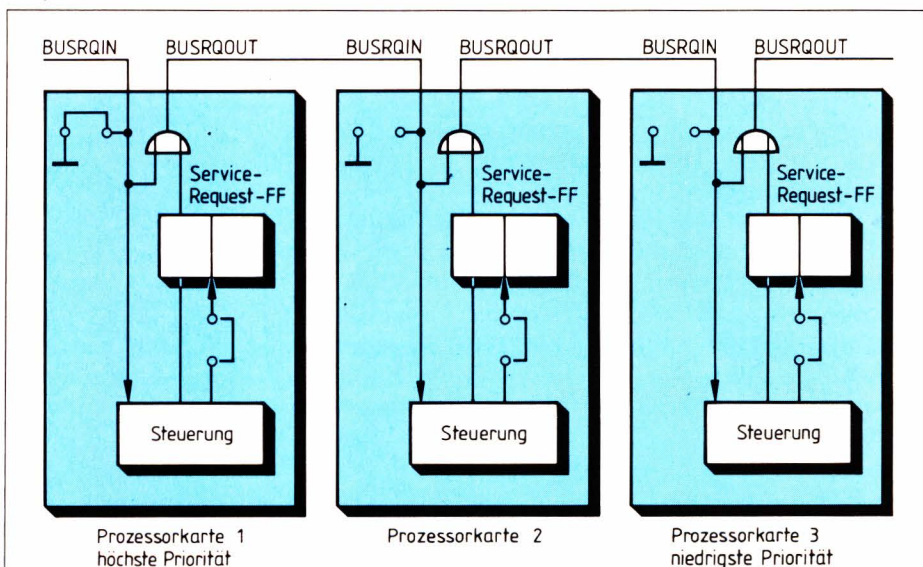 BUSRQIN BUSRQOUT BUSRQIN BUSRQOUT BUSRQIN BUSRQOUT
Service-
Request-FF
Steuerung
Prozessorkarte 1
höchste Priorität
Service-
Request-FF
Steuerung
Prozessorkarte 2
Service-
Request-FF
Steuerung
Prozessorkarte 3
niedrigste Priorität